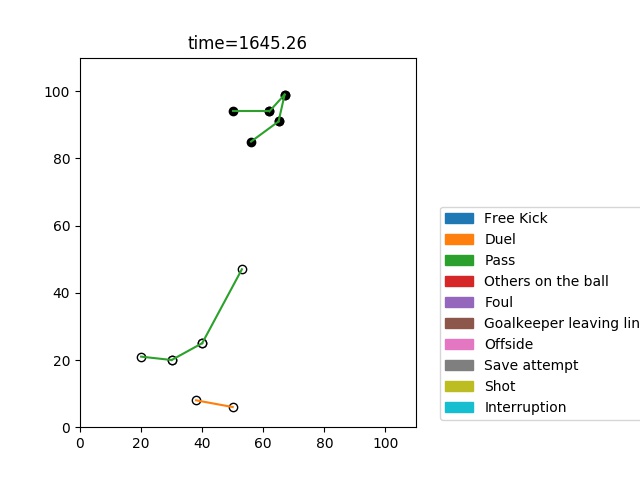 time=1645.26
100
80
60
40
20
0
0 20 40 60 80 100
Free Kick
Duel
Pass
Others on the ball
Foul
Goalkeeper leaving lin
Offside
Save attempt
Shot
Interruption